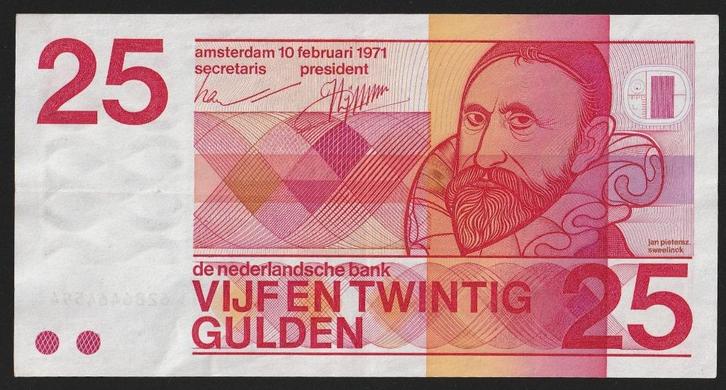 25
amsterdam 10 februari 1971
secretaris president
jan pietersz.
sweelinck
de nederlandsche bank
VIJF EN TWINTIG
GULDEN
25